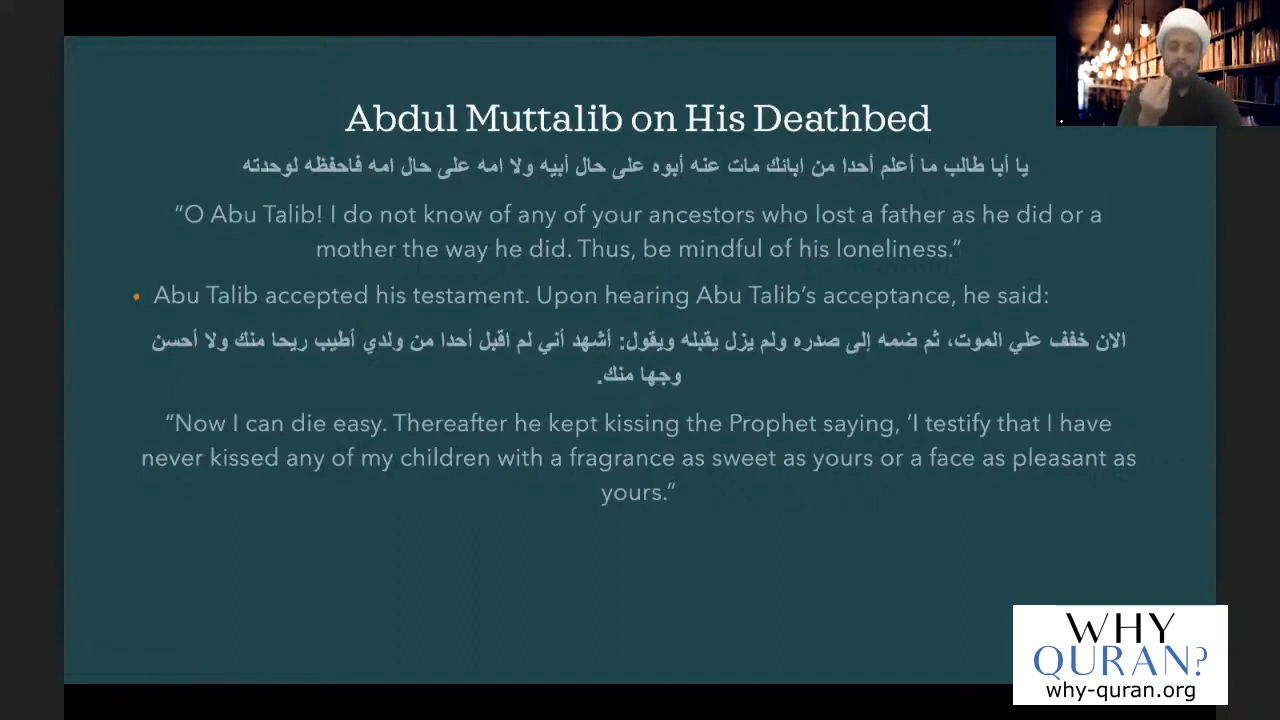 Abdul Muttalib on His Deathbed
يا أبا طالب ما أعلم أحدا من ابائك مات عنه أبوه على حال أبيه ولا امه على حال امه فاحفظه لوحدته
“O Abu Talib! I do not know of any of your ancestors who lost a father as he did or a
mother the way he did. Thus, be mindful of his loneliness.”
• Abu Talib accepted his testament. Upon hearing Abu Talib’s acceptance, he said:
الان خفف علي الموت، ثم ضمه إلى صدره ولم يزل يقبله ويقول: أشهد أني لم اقبل أحدا من ولدي أطيب ريحا منك ولا أحسن
وجها منك.
“Now I can die easy. Thereafter he kept kissing the Prophet saying, ‘I testify that I have
never kissed any of my children with a fragrance as sweet as yours or a face as pleasant as
yours.”
WHY
QURAN?
why-quran.org